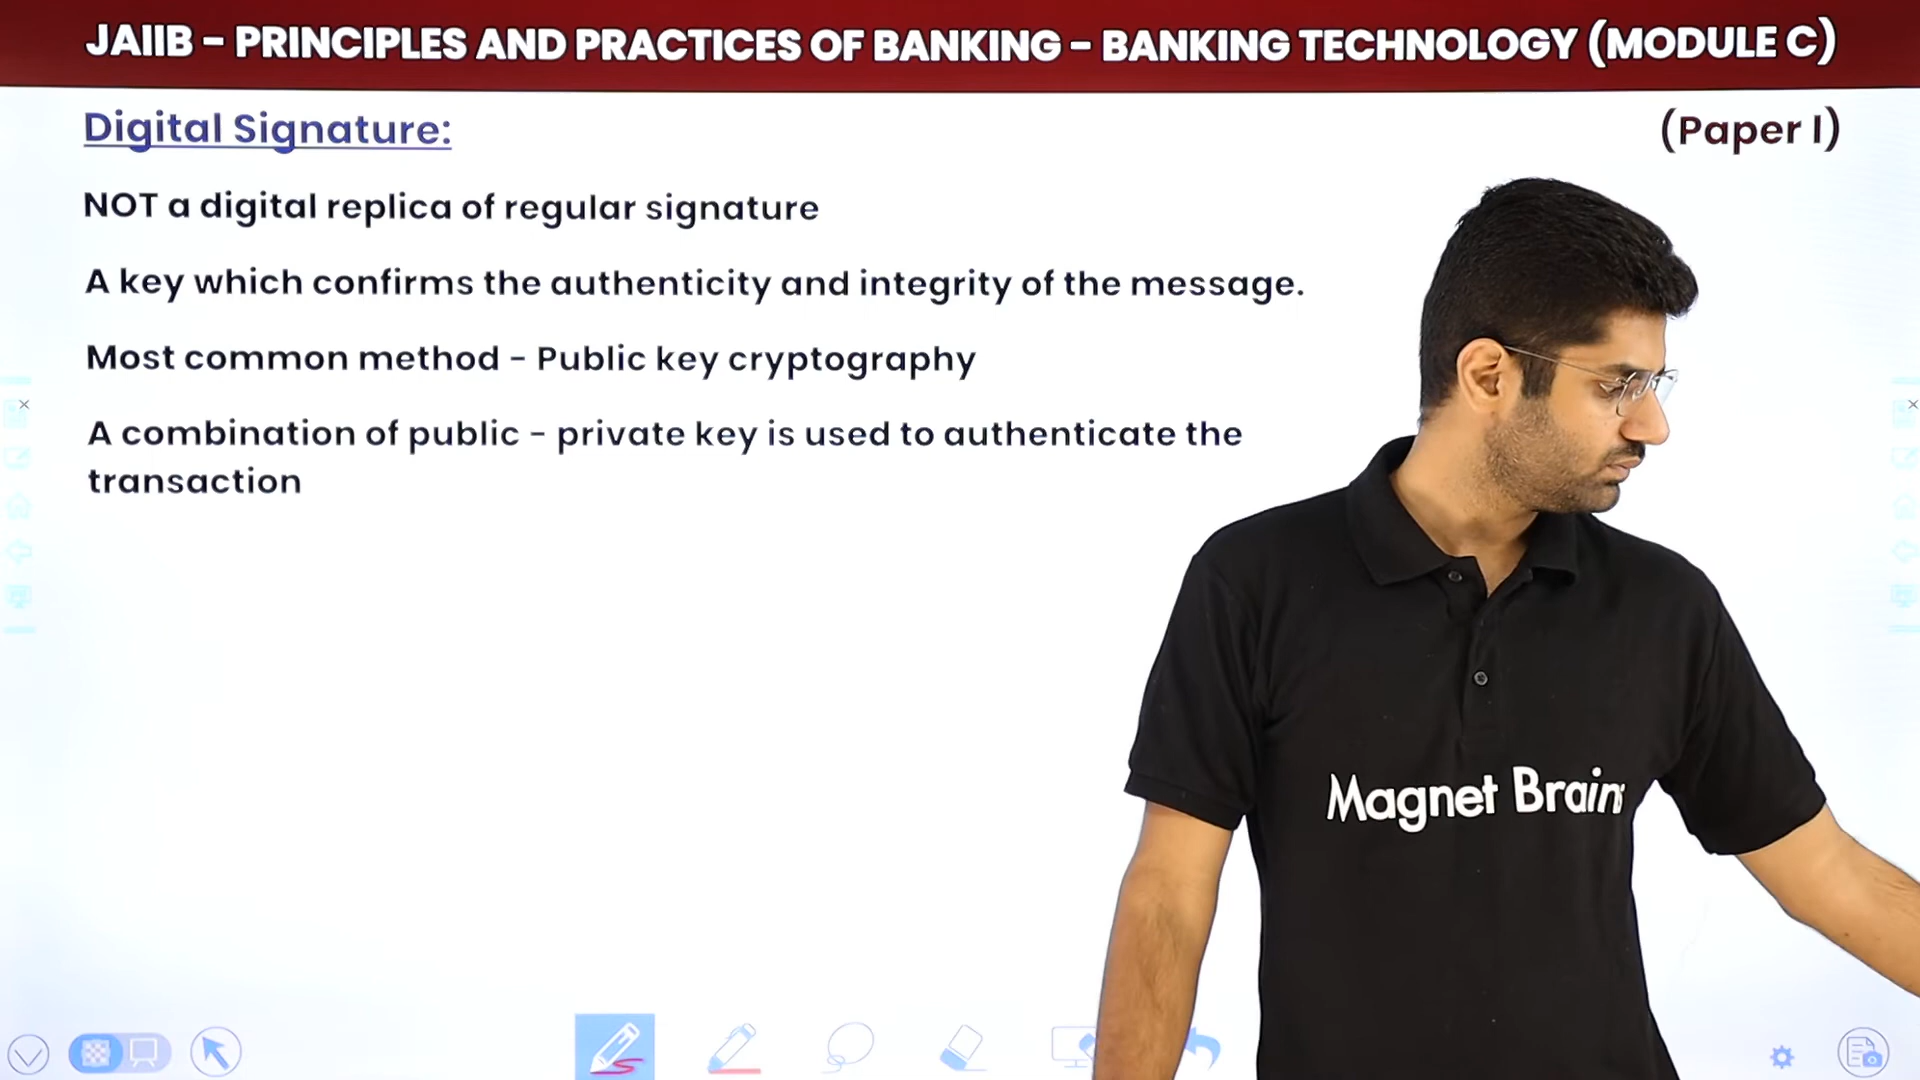 JAIIB - PRINCIPLES AND PRACTICES OF BANKING - BANKING TECHNOLOGY (MODULE C)
Digital Signature:
(Paper I)
NOT a digital replica of regular signature
A key which confirms the authenticity and integrity of the message.
Most common method - Public key cryptography
A combination of public - private key is used to authenticate the
transaction
Magnet Brains